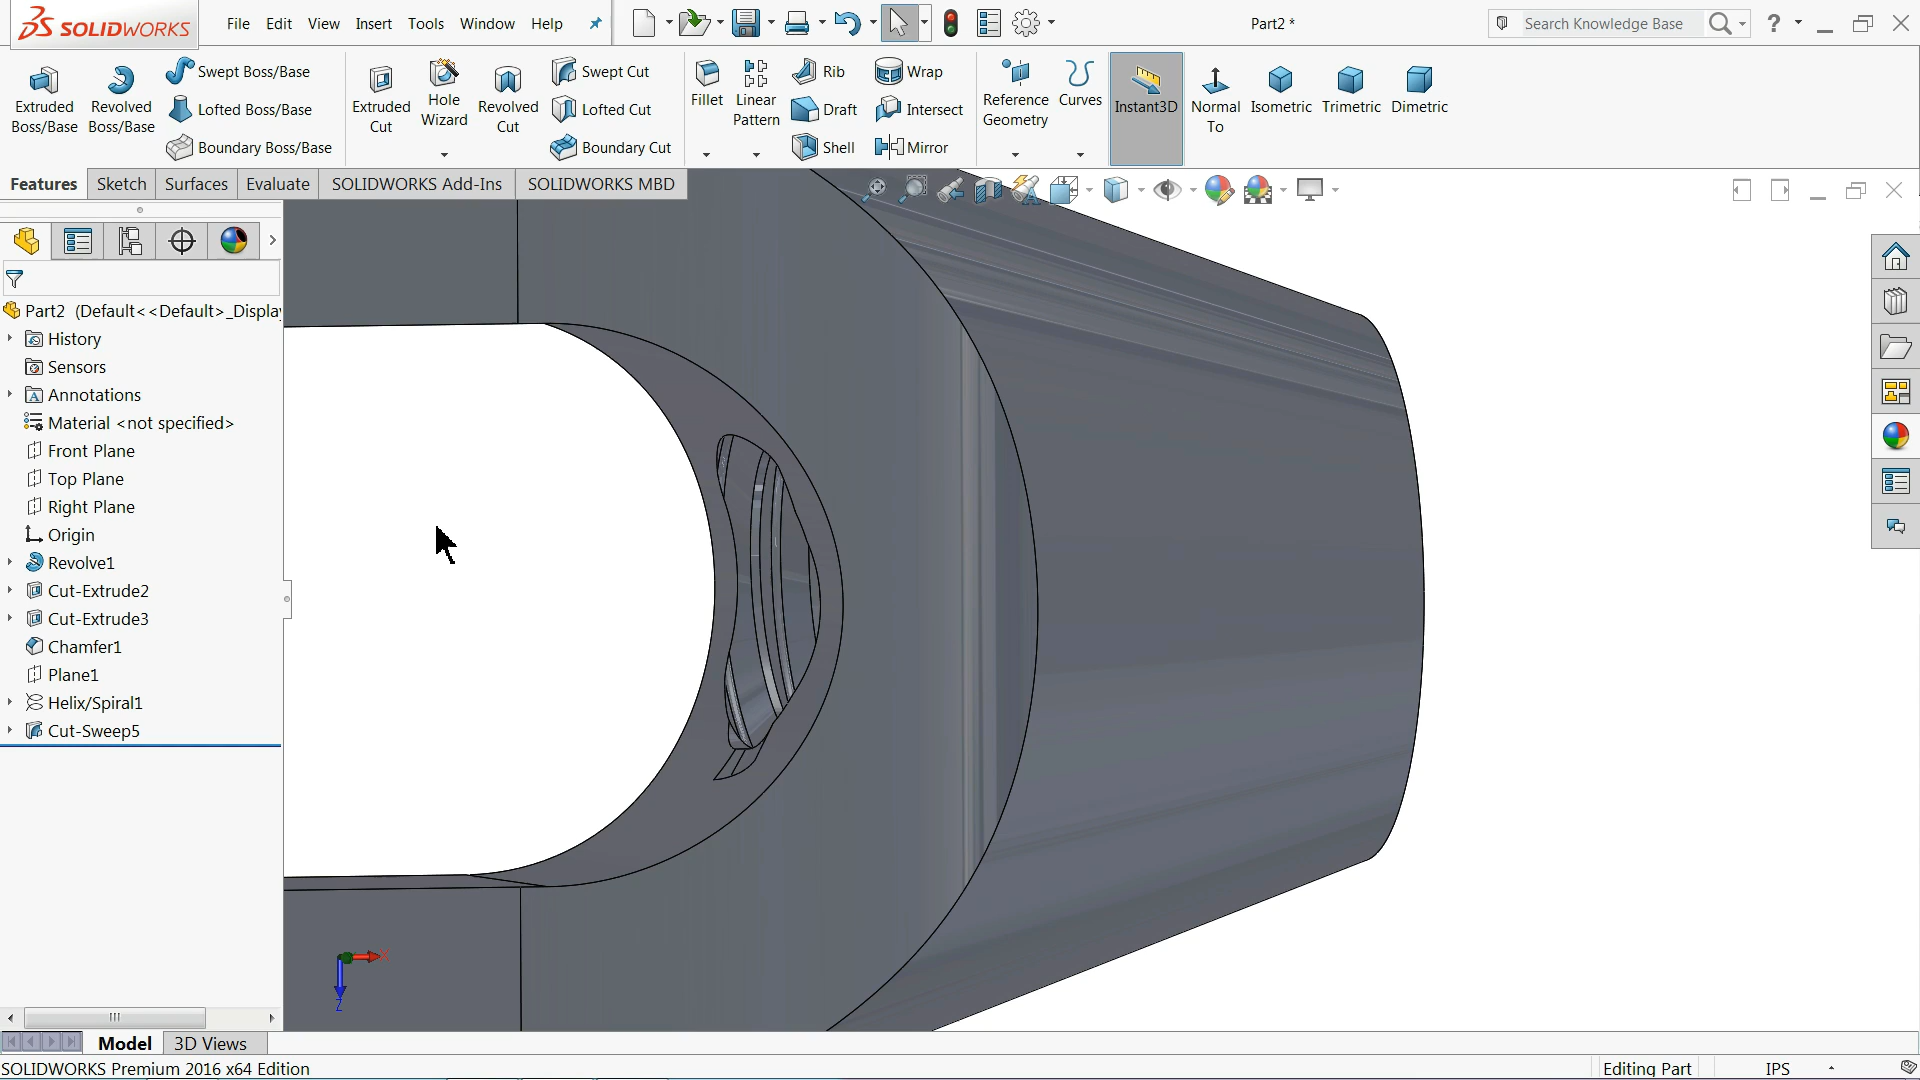 SOLIDWORKS
File Edit View Insert Tools Window Help
Part2 *
Search Knowledge Base
?
Extruded Boss/Base
Revolved Boss/Base
Swept Boss/Base
Lofted Boss/Base
Boundary Boss/Base
Extruded Cut
Hole Wizard
Revolved Cut
Swept Cut
Lofted Cut
Boundary Cut
Fillet
Linear Pattern
Rib
Draft
Shell
Wrap
Intersect
Mirror
Reference Geometry
Curves
Instant3D
Normal To
Isometric
Trimetric
Dimetric
Features Sketch Surfaces Evaluate SOLIDWORKS Add-Ins SOLIDWORKS MBD
Part2 (Default<<Default>_Displa
History
Sensors
Annotations
Material <not specified>
Front Plane
Top Plane
Right Plane
Origin
Revolve1
Cut-Extrude2
Cut-Extrude3
Chamfer1
Plane1
Helix/Spiral1
Cut-Sweep5
X
Z
Model 3D Views
SOLIDWORKS Premium 2016 x64 Edition
Editing Part
IPS